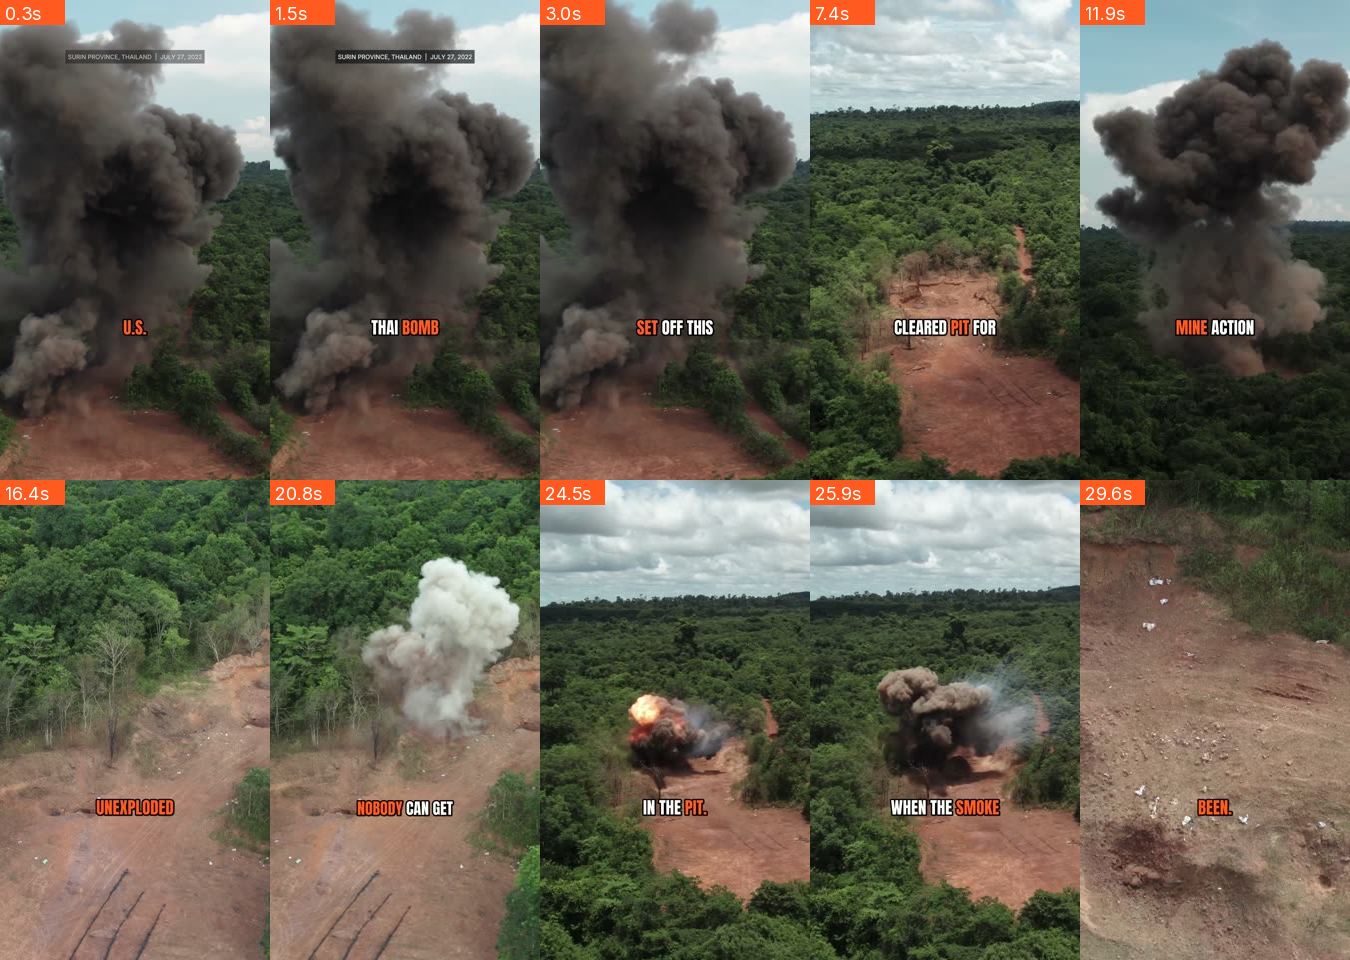 0.3s
1.5s
3.0s
7.4s
11.9s
SURIN PROVINCE, THAILAND | JULY 27, 2022
SURIN PROVINCE, THAILAND | JULY 27, 2022
U.S.
THAI BOMB
SET OFF THIS
CLEARED PIT FOR
MINE ACTION
16.4s
20.8s
24.5s
25.9s
29.6s
UNEXPLODED
NOBODY CAN GET
IN THE PIT.
WHEN THE SMOKE
BEEN.